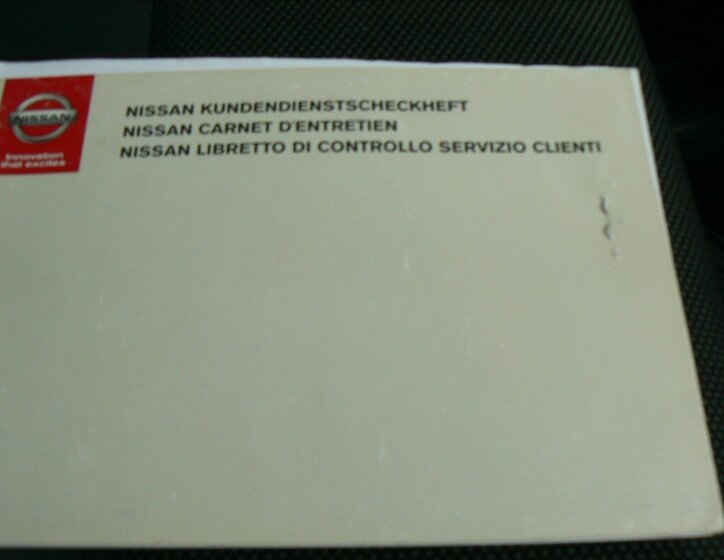 NISSAN
Innovation
that excites
NISSAN KUNDENDIENSTSCHECKHEFT
NISSAN CARNET D'ENTRETIEN
NISSAN LIBRETTO DI CONTROLLO SERVIZIO CLIENTI